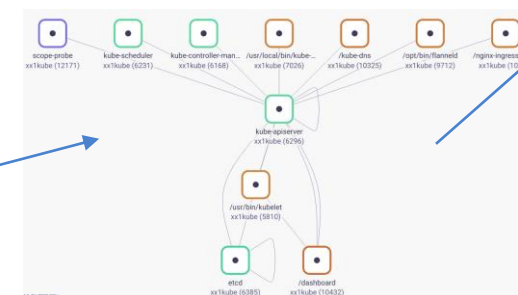 scope-probe
xx1kube (12171)
kube-scheduler
xx1kube (6231)
kube-controller-man...
xx1kube (6168)
/usr/local/bin/kube-...
xx1kube (7026)
/kube-dns
xx1kube (10325)
/opt/bin/flanneld
xx1kube (9712)
/nginx-ingress
xx1kube (10
kube-apiserver
xx1kube (6296)
/usr/bin/kubelet
xx1kube (5810)
etcd
xx1kube (6385)
/dashboard
xx1kube (10432)